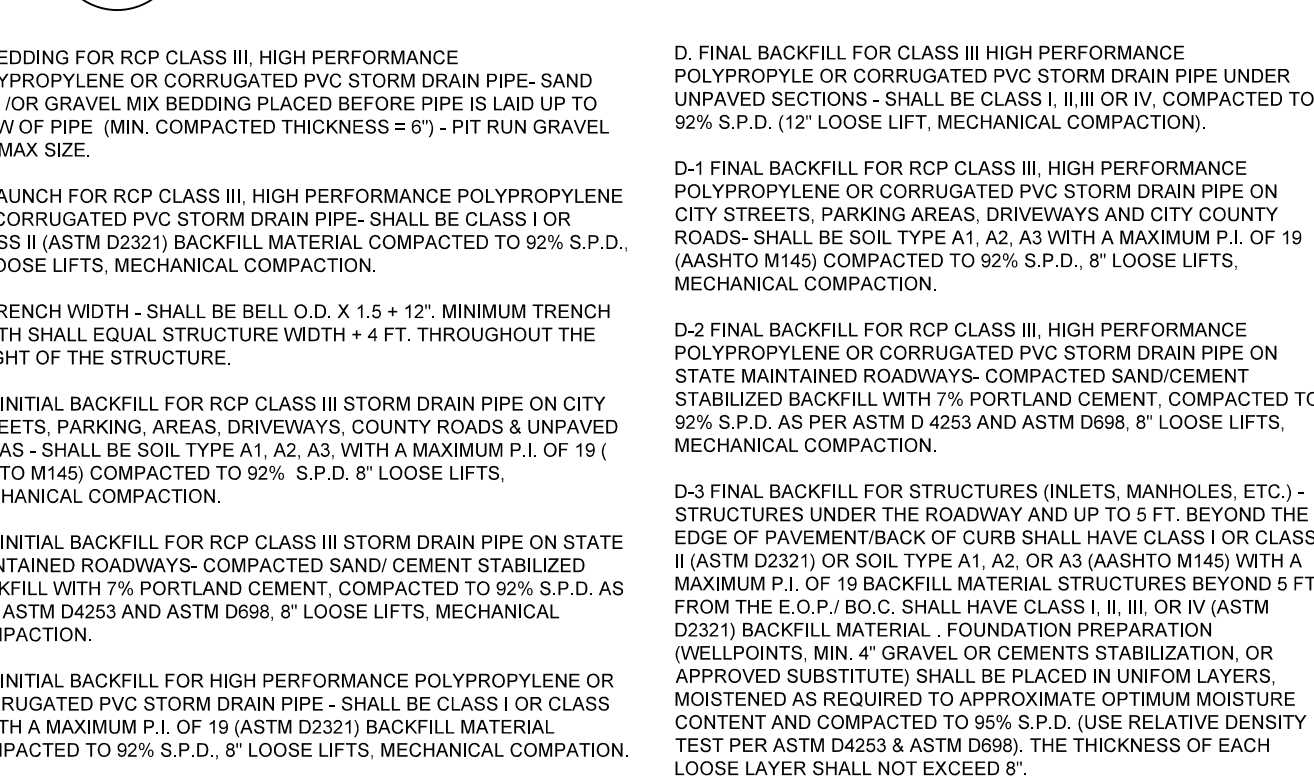 EDDING FOR RCP CLASS III, HIGH PERFORMANCE
YPROPYLENE OR CORRUGATED PVC STORM DRAIN PIPE- SAND
/OR GRAVEL MIX BEDDING PLACED BEFORE PIPE IS LAID UP TO
W OF PIPE (MIN. COMPACTED THICKNESS = 6") - PIT RUN GRAVEL
MAX SIZE.
AUNCH FOR RCP CLASS III, HIGH PERFORMANCE POLYPROPYLENE
CORRUGATED PVC STORM DRAIN PIPE- SHALL BE CLASS I OR
SS II (ASTM D2321) BACKFILL MATERIAL COMPACTED TO 92% S.P.D.,
OOSE LIFTS, MECHANICAL COMPACTION.
RENCH WIDTH - SHALL BE BELL O.D. X 1.5 + 12". MINIMUM TRENCH
TH SHALL EQUAL STRUCTURE WIDTH + 4 FT. THROUGHOUT THE
GHT OF THE STRUCTURE.
INITIAL BACKFILL FOR RCP CLASS III STORM DRAIN PIPE ON CITY
EETS, PARKING, AREAS, DRIVEWAYS, COUNTY ROADS & UNPAVED
AS - SHALL BE SOIL TYPE A1, A2, A3, WITH A MAXIMUM P.I. OF 19 (
TO M145) COMPACTED TO 92% S.P.D. 8" LOOSE LIFTS,
HANICAL COMPACTION.
INITIAL BACKFILL FOR RCP CLASS III STORM DRAIN PIPE ON STATE
NTAINED ROADWAYS- COMPACTED SAND/ CEMENT STABILIZED
KFILL WITH 7% PORTLAND CEMENT, COMPACTED TO 92% S.P.D. AS
ASTM D4253 AND ASTM D698, 8" LOOSE LIFTS, MECHANICAL
MPACTION.
INITIAL BACKFILL FOR HIGH PERFORMANCE POLYPROPYLENE OR
RUGATED PVC STORM DRAIN PIPE - SHALL BE CLASS I OR CLASS
TH A MAXIMUM P.I. OF 19 (ASTM D2321) BACKFILL MATERIAL
MPACTED TO 92% S.P.D., 8" LOOSE LIFTS, MECHANICAL COMPATION.
D. FINAL BACKFILL FOR CLASS III HIGH PERFORMANCE
POLYPROPYLE OR CORRUGATED PVC STORM DRAIN PIPE UNDER
UNPAVED SECTIONS - SHALL BE CLASS I, II,III OR IV, COMPACTED TO
92% S.P.D. (12" LOOSE LIFT, MECHANICAL COMPACTION).
D-1 FINAL BACKFILL FOR RCP CLASS III, HIGH PERFORMANCE
POLYPROPYLENE OR CORRUGATED PVC STORM DRAIN PIPE ON
CITY STREETS, PARKING AREAS, DRIVEWAYS AND CITY COUNTY
ROADS- SHALL BE SOIL TYPE A1, A2, A3 WITH A MAXIMUM P.I. OF 19
(AASHTO M145) COMPACTED TO 92% S.P.D., 8" LOOSE LIFTS,
MECHANICAL COMPACTION.
D-2 FINAL BACKFILL FOR RCP CLASS III, HIGH PERFORMANCE
POLYPROPYLENE OR CORRUGATED PVC STORM DRAIN PIPE ON
STATE MAINTAINED ROADWAYS- COMPACTED SAND/CEMENT
STABILIZED BACKFILL WITH 7% PORTLAND CEMENT, COMPACTED TO
92% S.P.D. AS PER ASTM D 4253 AND ASTM D698, 8" LOOSE LIFTS,
MECHANICAL COMPACTION.
D-3 FINAL BACKFILL FOR STRUCTURES (INLETS, MANHOLES, ETC.) -
STRUCTURES UNDER THE ROADWAY AND UP TO 5 FT. BEYOND THE
EDGE OF PAVEMENT/BACK OF CURB SHALL HAVE CLASS I OR CLASS
II (ASTM D2321) OR SOIL TYPE A1, A2, OR A3 (AASHTO M145) WITH A
MAXIMUM P.I. OF 19 BACKFILL MATERIAL STRUCTURES BEYOND 5 FT
FROM THE E.O.P./ BO.C. SHALL HAVE CLASS I, II, III, OR IV (ASTM
D2321) BACKFILL MATERIAL . FOUNDATION PREPARATION
(WELLPOINTS, MIN. 4" GRAVEL OR CEMENTS STABILIZATION, OR
APPROVED SUBSTITUTE) SHALL BE PLACED IN UNIFOM LAYERS,
MOISTENED AS REQUIRED TO APPROXIMATE OPTIMUM MOISTURE
CONTENT AND COMPACTED TO 95% S.P.D. (USE RELATIVE DENSITY
TEST PER ASTM D4253 & ASTM D698). THE THICKNESS OF EACH
LOOSE LAYER SHALL NOT EXCEED 8".